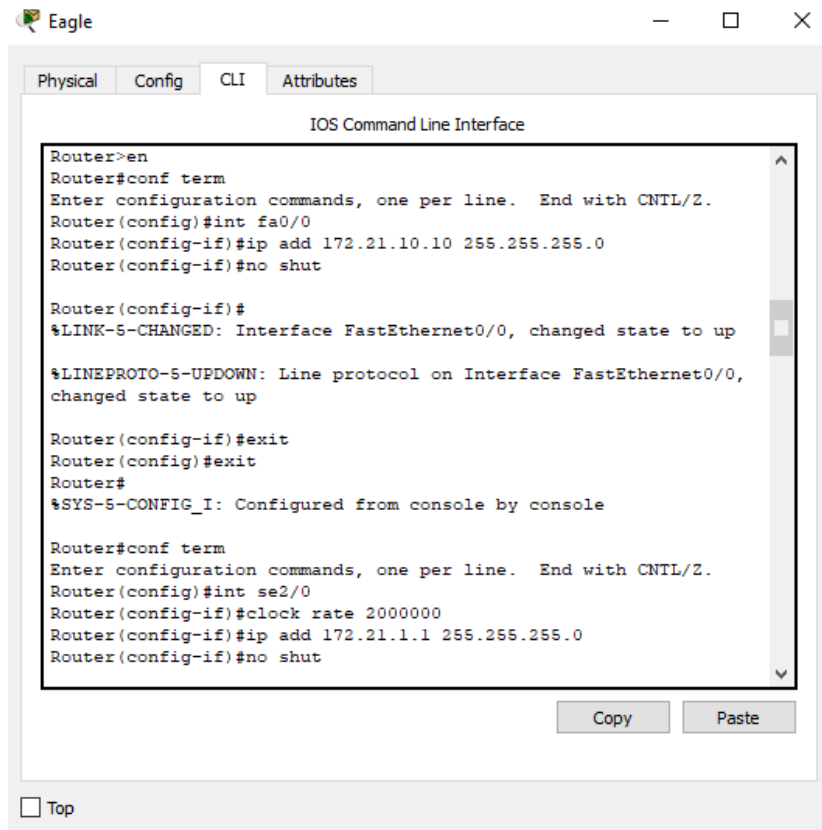 Eagle
Physical Config CLI Attributes
IOS Command Line Interface
Router>en
Router#conf term
Enter configuration commands, one per line.  End with CNTL/Z.
Router(config)#int fa0/0
Router(config-if)#ip add 172.21.10.10 255.255.255.0
Router(config-if)#no shut
Router(config-if)#
%LINK-5-CHANGED: Interface FastEthernet0/0, changed state to up
%LINEPROTO-5-UPDOWN: Line protocol on Interface FastEthernet0/0,
changed state to up
Router(config-if)#exit
Router(config)#exit
Router#
%SYS-5-CONFIG_I: Configured from console by console
Router#conf term
Enter configuration commands, one per line.  End with CNTL/Z.
Router(config)#int se2/0
Router(config-if)#clock rate 2000000
Router(config-if)#ip add 172.21.1.1 255.255.255.0
Router(config-if)#no shut
Copy Paste
Top